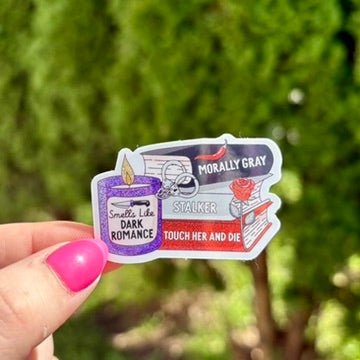 MORALLY GRAY
STALKER
TOUCH HER AND DIE
Smells Like
DARK
ROMANCE